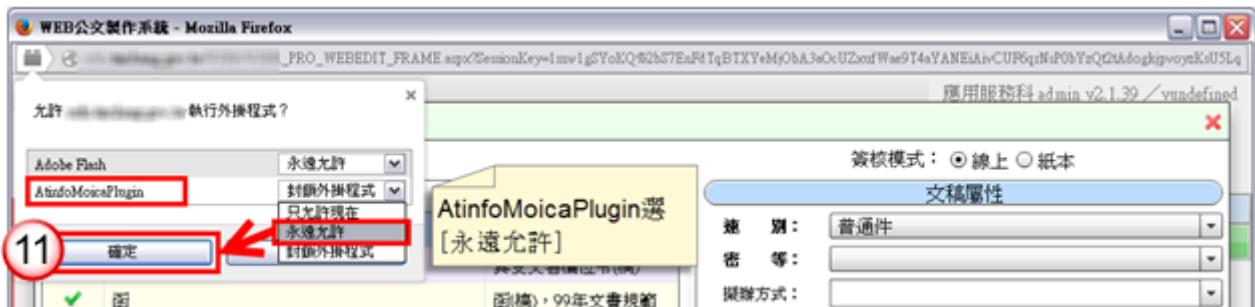 WEB公文製作系統 - Mozilla Firefox
_PRO_WEBEDIT_FRAME.aspx?SessionKey=
應用服務科 admin v2.1.39 ／vundefined
允許 執行外掛程式？
Adobe Flash 永遠允許
AtinfoMoicaPlugin 封鎖外掛程式
只允許現在
永遠允許
封鎖外掛程式
11 確定
AtinfoMoicaPlugin選
[永遠允許]
簽核模式： 線上 紙本
文稿屬性
速 別： 普通件
密 等：
擬辦方式：
函 函(稿)，99年文書規範